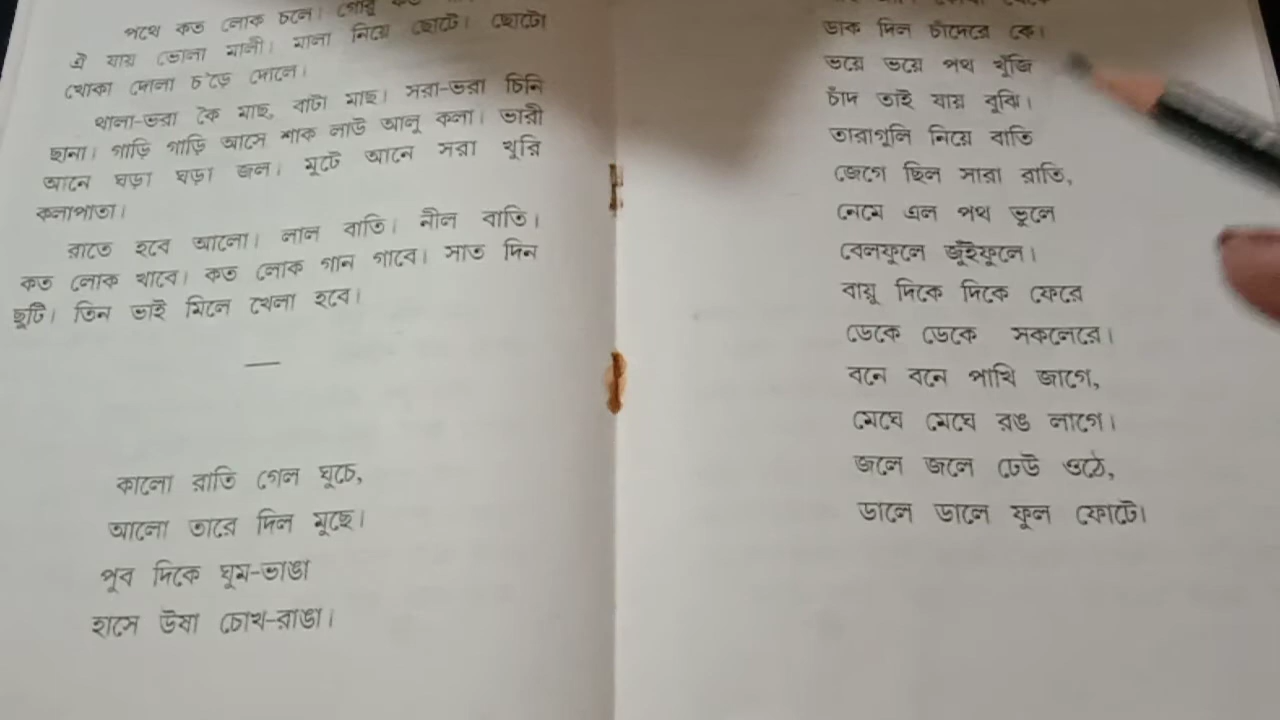 পথে কত লোক চলে। গোরু কত
ঐ যায় ভোলা মালী। মালা নিয়ে ছোটে। ছোটো
খোকা দোলা চ'ড়ে দোলে।
থালা-ভরা কৈ মাছ, বাটা মাছ। সরা-ভরা চিনি
ছানা। গাড়ি গাড়ি আসে শাক লাউ আলু কলা। ভারী
আনে ঘড়া ঘড়া জল। মুটে আনে সরা খুরি
কলাপাতা।
রাতে হবে আলো। লাল বাতি। নীল বাতি।
কত লোক খাবে। কত লোক গান গাবে। সাত দিন
ছুটি। তিন ভাই মিলে খেলা হবে।
কালো রাতি গেল ঘুচে,
আলো তারে দিল মুছে।
পুব দিকে ঘুম-ভাঙা
হাসে উষা চোখ-রাঙা।
ডাক দিল চাঁদেরে কে।
ভয়ে ভয়ে পথ খুঁজি
চাঁদ তাই যায় বুঝি।
তারাগুলি নিয়ে বাতি
জেগে ছিল সারা রাতি,
নেমে এল পথ ভুলে
বেলফুলে জুঁইফুলে।
বায়ু দিকে দিকে ফেরে
ডেকে ডেকে সকলেরে।
বনে বনে পাখি জাগে,
মেঘে মেঘে রঙ লাগে।
জলে জলে ঢেউ ওঠে,
ডালে ডালে ফুল ফোটে।